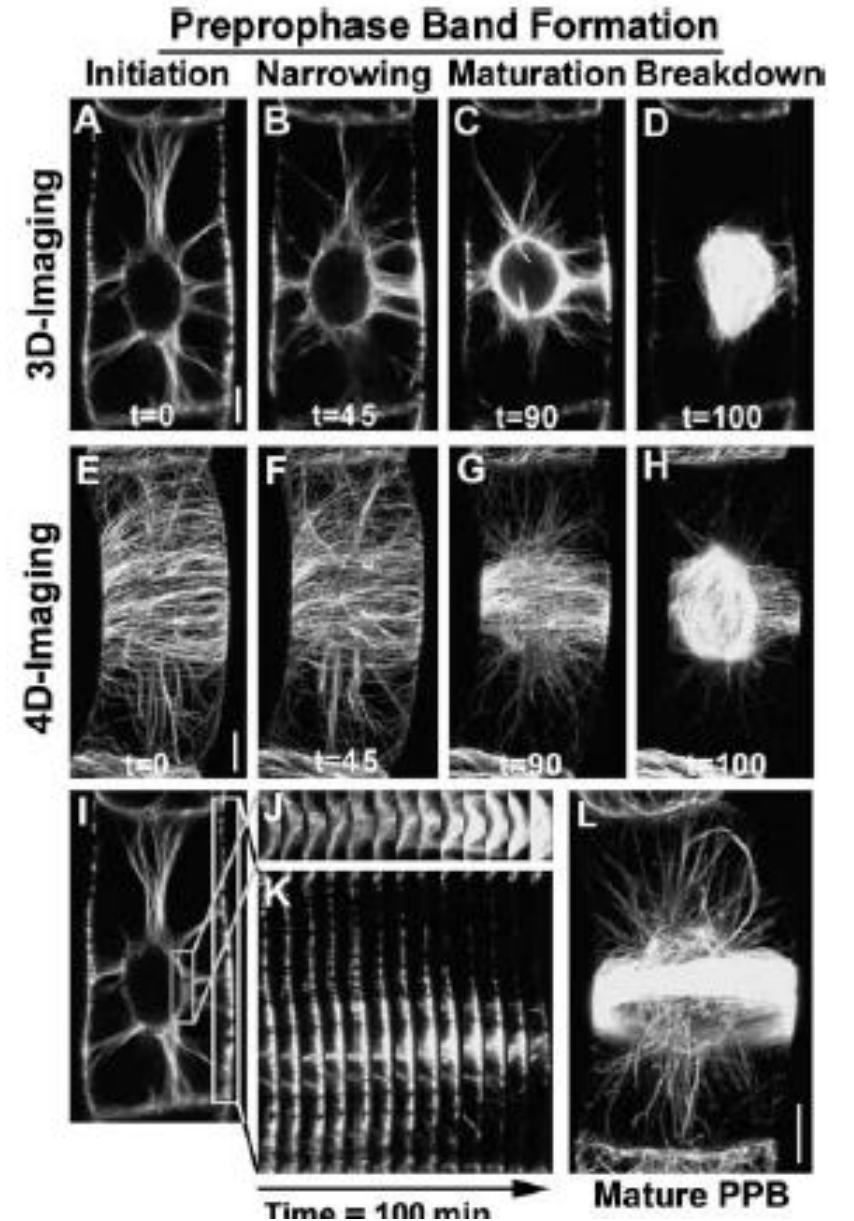 Preprophase Band Formation
Initiation Narrowing Maturation Breakdown
3D-Imaging
A B C D
t=0 t=45 t=90 t=100
4D-Imaging
E F G H
t=0 t=45 t=90 t=100
I J L
K
Time = 100 min
Mature PPB